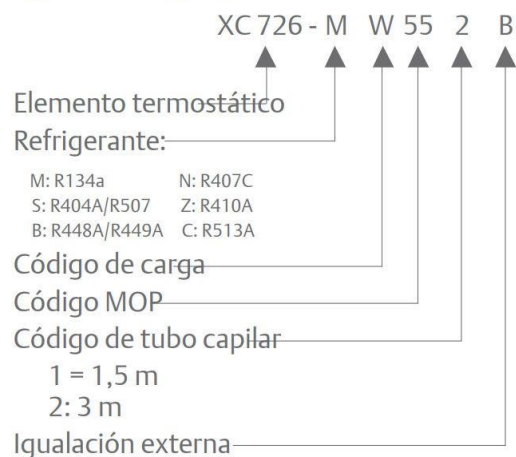 XC 726 - M W 55 2 B
Elemento termostático
Refrigerante:
M: R134a N: R407C
S: R404A/R507 Z: R410A
B: R448A/R449A C: R513A
Código de carga
Código MOP
Código de tubo capilar
1 = 1,5 m
2: 3 m
Igualación externa